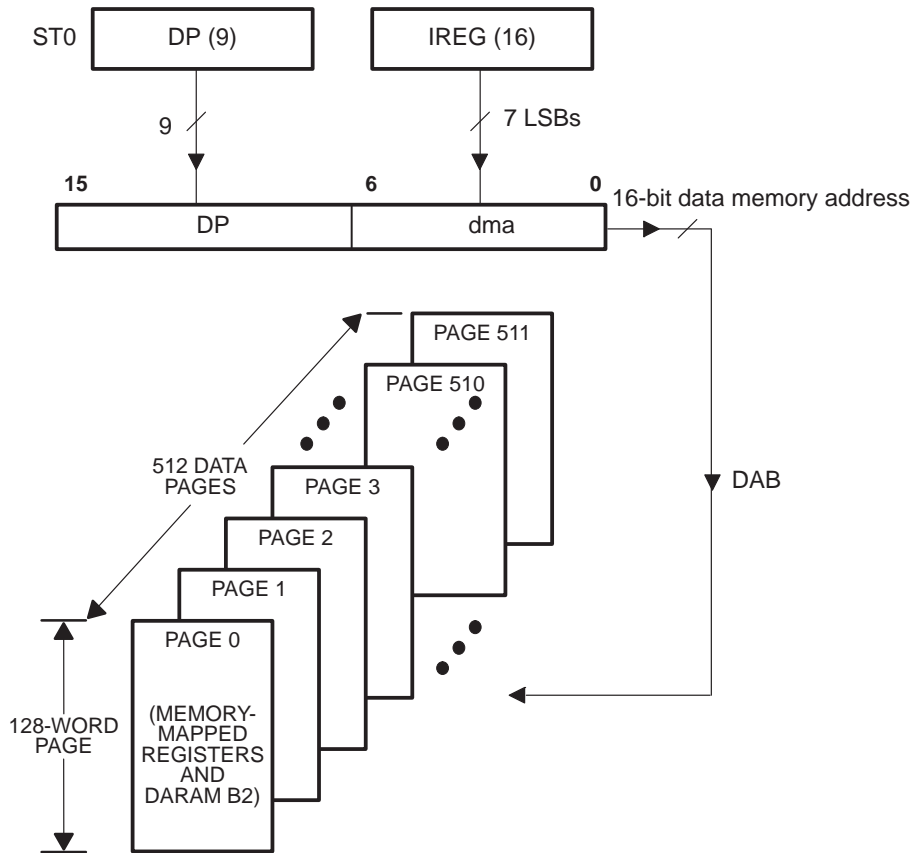 ST0
DP (9)
IREG (16)
9
7 LSBs
15
6
0
16-bit data memory address
DP
dma
PAGE 511
PAGE 510
512 DATA
PAGES
PAGE 3
DAB
PAGE 2
PAGE 1
PAGE 0
128-WORD
PAGE
(MEMORY-
MAPPED
REGISTERS
AND
DARAM B2)